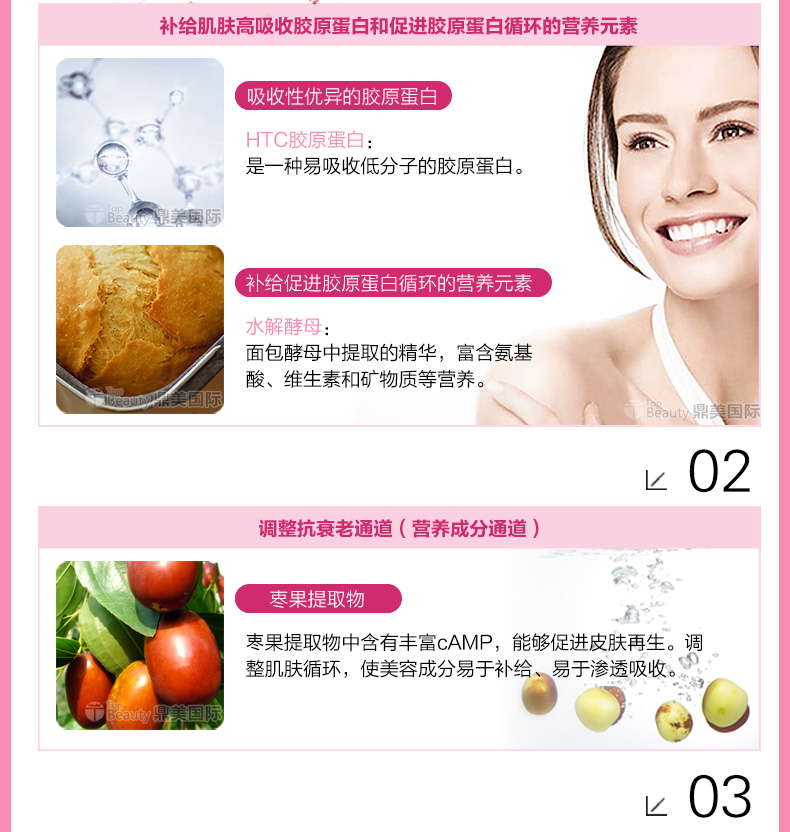 补给肌肤高吸收胶原蛋白和促进胶原蛋白循环的营养元素
吸收性优异的胶原蛋白
HTC胶原蛋白：
是一种易吸收低分子的胶原蛋白。
Top
Beauty 鼎美国际
补给促进胶原蛋白循环的营养元素
水解酵母：
面包酵母中提取的精华，富含氨基
酸、维生素和矿物质等营养。
Top
Beauty 鼎美国际
Top
Beauty 鼎美国际
02
调整抗衰老通道（营养成分通道）
枣果提取物
枣果提取物中含有丰富cAMP，能够促进皮肤再生。调
整肌肤循环，使美容成分易于补给、易于渗透吸收。
Top
Beauty 鼎美国际
03